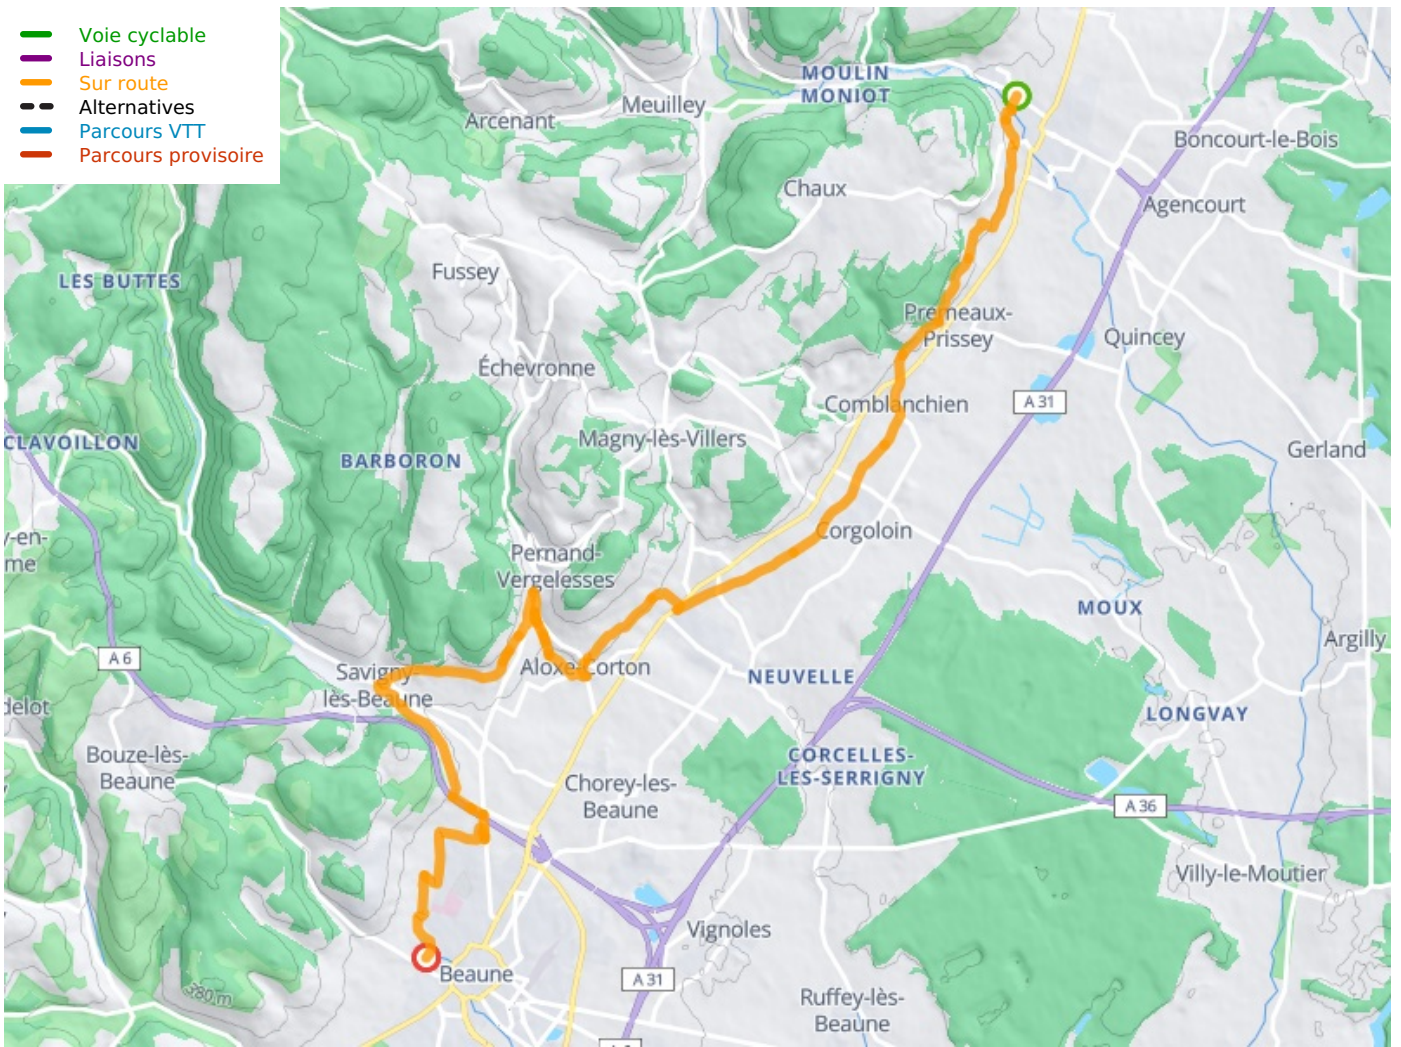 Voie cyclable
Liaisons
Sur route
Alternatives
Parcours VTT
Parcours provisoire
MOULIN
MONIOT
Meuilley
Arcenant
Boncourt-le-Bois
Chaux
Agencourt
LES BUTTES
Fussey
Premeaux-
Prissey
Quincey
Échevronne
A 31
Comblanchien
CLAVOILLON
Magny-lès-Villers
BARBORON
Gerland
y-en-
me
Corgoloin
Pernand-
Vergelesses
MOUX
Argilly
A 6
Savigny-
lès-Beaune
Aloxe-Corton
NEUVELLE
delot
LONGVAY
Bouze-lès-
Beaune
CORCELLES-
LES-SERRIGNY
Chorey-les-
Beaune
A 36
Villy-le-Moutier
Vignoles
Beaune
A 31
380 m
Ruffey-lès-
Beaune